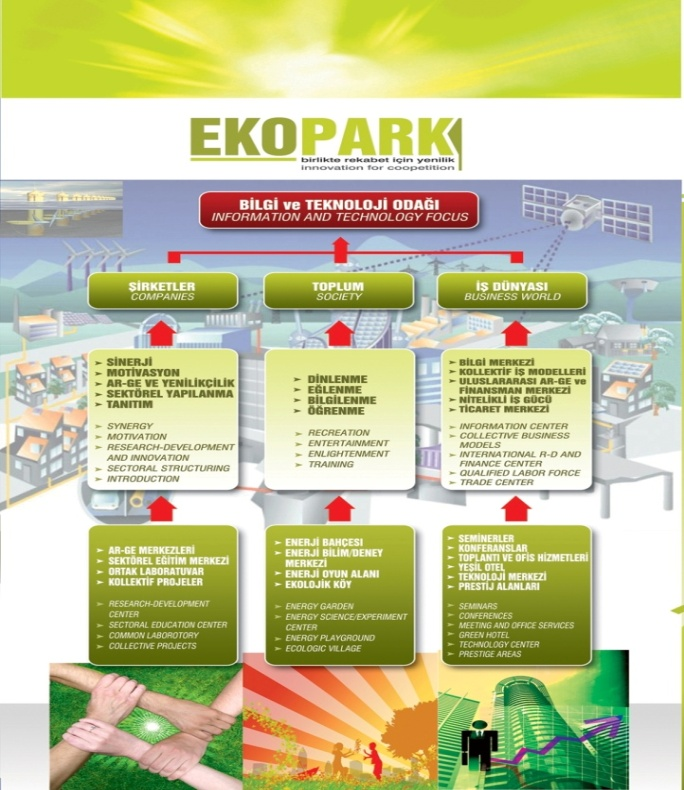 EKOPARK
birlikte rekabet için yenilik
innovation for coopetition
BİLGİ ve TEKNOLOJİ ODAĞI
INFORMATION AND TECHNOLOGY FOCUS
ŞİRKETLER
COMPANIES
TOPLUM
SOCIETY
İŞ DÜNYASI
BUSINESS WORLD
➢ SİNERJİ
➢ MOTİVASYON
➢ AR-GE VE YENİLİKÇİLİK
➢ SEKTÖREL YAPILANMA
➢ TANITIM
➢ SYNERGY
➢ MOTIVATION
➢ RESEARCH-DEVELOPMENT
AND INNOVATION
➢ SECTORAL STRUCTURING
➢ INTRODUCTION
➢ DİNLENME
➢ EĞLENME
➢ BİLGİLENME
➢ ÖĞRENME
➢ RECREATION
➢ ENTERTAINMENT
➢ ENLIGHTENMENT
➢ TRAINING
➢ BİLGİ MERKEZİ
➢ KOLLEKTİF İŞ MODELLERİ
➢ ULUSLARARASI AR-GE ve
FİNANSMAN MERKEZİ
➢ NİTELİKLİ İŞ GÜCÜ
➢ TİCARET MERKEZİ
➢ INFORMATION CENTER
➢ COLLECTIVE BUSINESS
MODELS
➢ INTERNATIONAL R-D AND
FINANCE CENTER
➢ QUALIFIED LABOR FORCE
➢ TRADE CENTER
➢ AR-GE MERKEZLERİ
➢ SEKTÖREL EĞİTİM MERKEZİ
➢ ORTAK LABORATUVAR
➢ KOLLEKTİF PROJELER
➢ RESEARCH-DEVELOPMENT
CENTER
➢ SECTORAL EDUCATION CENTER
➢ COMMON LABOROTORY
➢ COLLECTIVE PROJECTS
➢ ENERJİ BAHÇESİ
➢ ENERJİ BİLİM/DENEY
MERKEZİ
➢ ENERJİ OYUN ALANI
➢ EKOLOJİK KÖY
➢ ENERGY GARDEN
➢ ENERGY SCIENCE/EXPERIMENT
CENTER
➢ ENERGY PLAYGROUND
➢ ECOLOGIC VILLAGE
➢ SEMİNERLER
➢ KONFERANSLAR
➢ TOPLANTI VE OFİS HİZMETLERİ
➢ YEŞİL OTEL
➢ TEKNOLOJİ MERKEZİ
➢ PRESTİJ ALANLARI
➢ SEMINARS
➢ CONFERENCES
➢ MEETING AND OFFICE SERVICES
➢ GREEN HOTEL
➢ TECHNOLOGY CENTER
➢ PRESTIGE AREAS